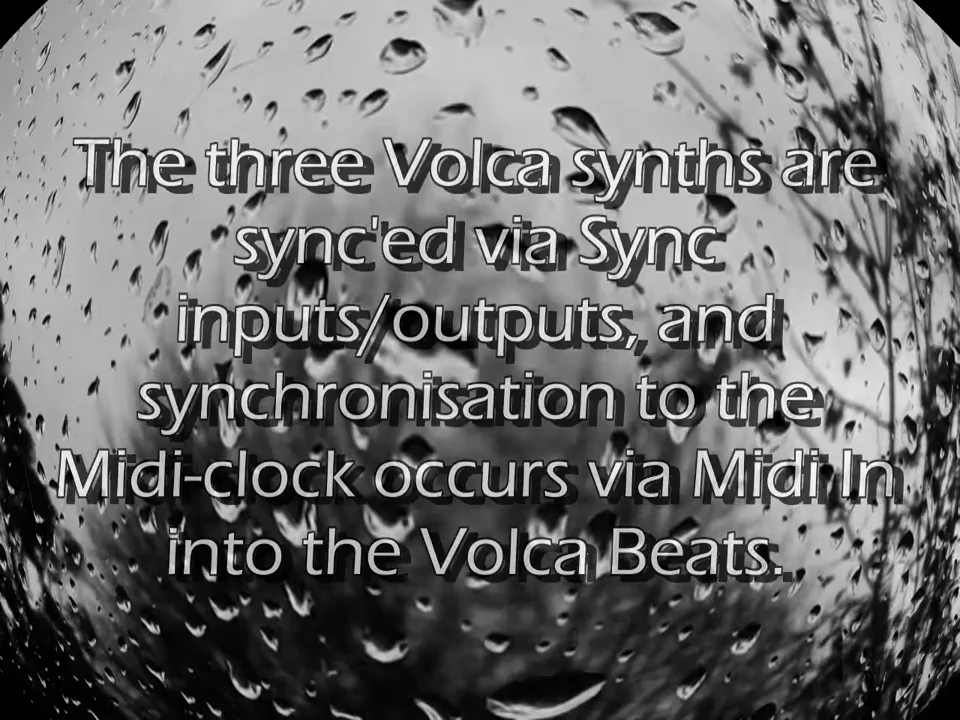 The three Volca synths are
sync'ed via Sync
inputs/outputs, and
synchronisation to the
Midi-clock occurs via Midi In
into the Volca Beats.